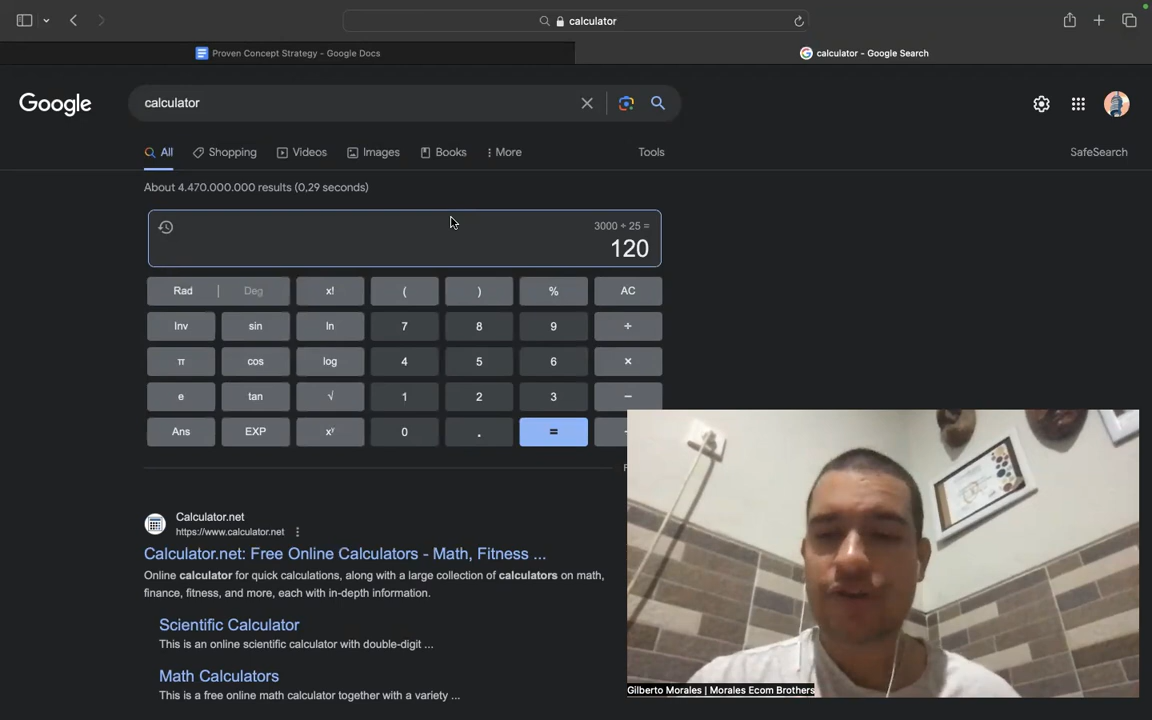 calculator
Proven Concept Strategy - Google Docs
calculator - Google Search
Google
calculator
All
Shopping
Videos
Images
Books
More
Tools
SafeSearch
About 4.470.000.000 results (0,29 seconds)
3000 ÷ 25 =
120
Rad | Deg x! ( ) % AC
Inv sin ln 7 8 9 ÷
π cos log 4 5 6 ×
e tan √ 1 2 3 −
Ans EXP xʸ 0 . =
Calculator.net
https://www.calculator.net
Calculator.net: Free Online Calculators - Math, Fitness ...
Online calculator for quick calculations, along with a large collection of calculators on math,
finance, fitness, and more, each with in-depth information.
Scientific Calculator
This is an online scientific calculator with double-digit ...
Math Calculators
This is a free online math calculator together with a variety ...
Gilberto Morales | Morales Ecom Brothers